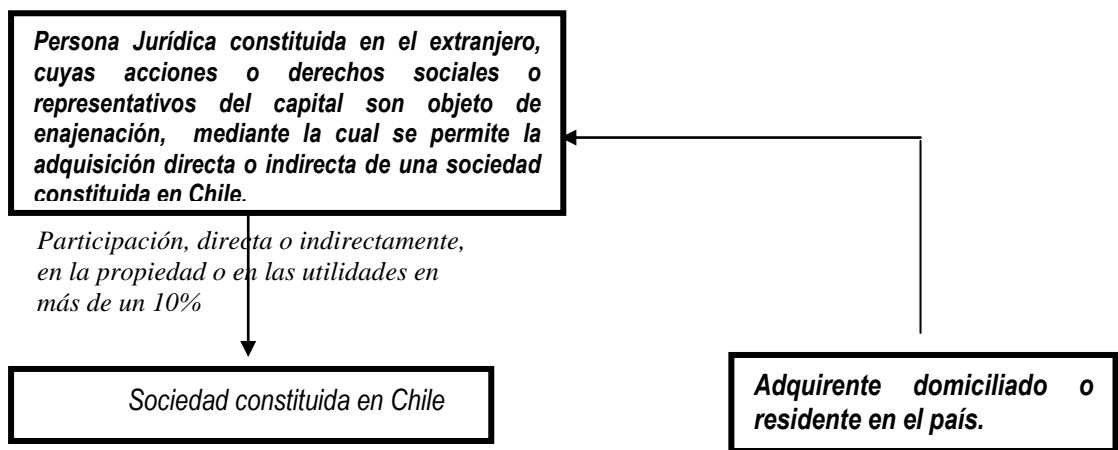 Persona Jurídica constituida en el extranjero,
cuyas acciones o derechos sociales o
representativos del capital son objeto de
enajenación, mediante la cual se permite la
adquisición directa o indirecta de una sociedad
constituida en Chile.
Participación, directa o indirectamente,
en la propiedad o en las utilidades en
más de un 10%
Sociedad constituida en Chile
Adquirente domiciliado o
residente en el país.